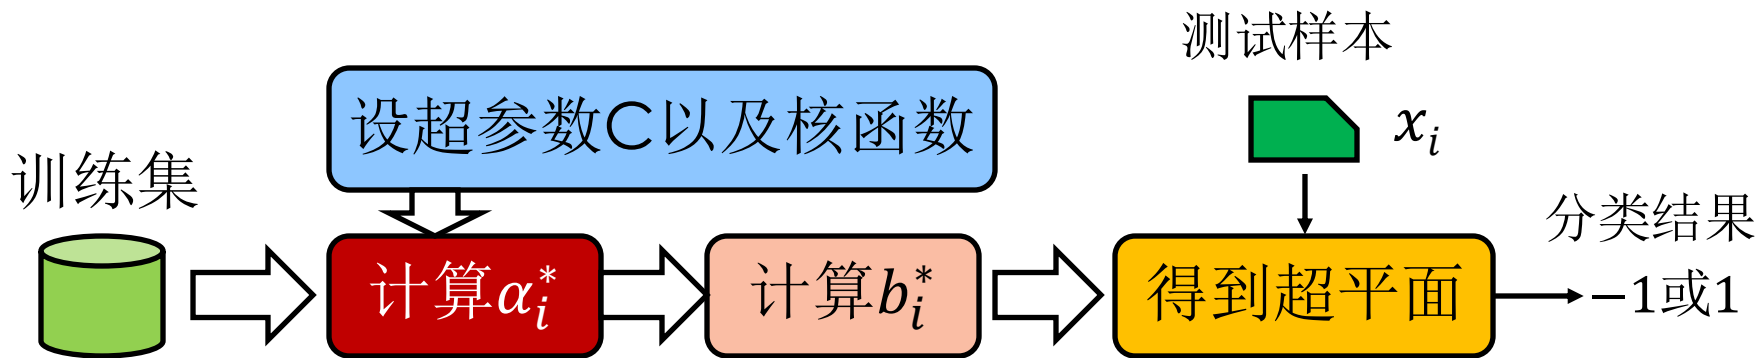 测试样本
设超参数C以及核函数
x_i
训练集
分类结果
计算α_i^*
计算b_i^*
得到超平面
−1或1